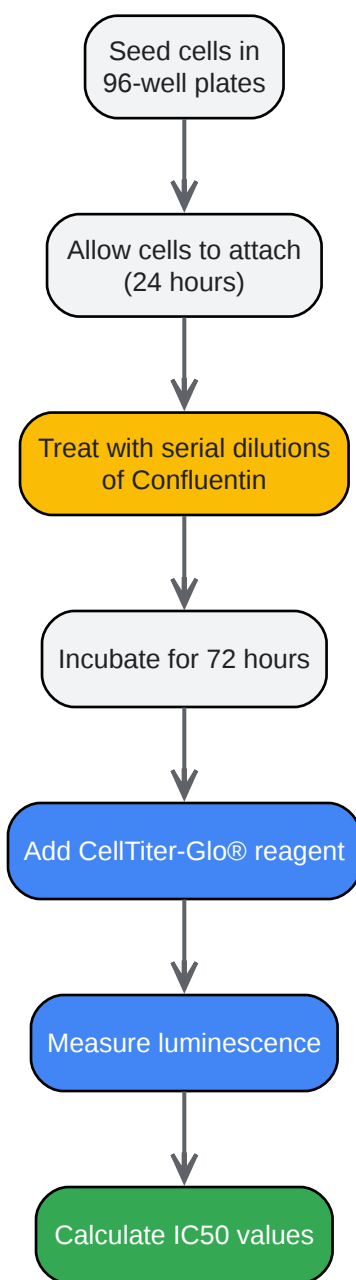 Seed cells in
96-well plates
Allow cells to attach
(24 hours)
Treat with serial dilutions
of Confluentin
Incubate for 72 hours
Add CellTiter-Glo® reagent
Measure luminescence
Calculate IC50 values